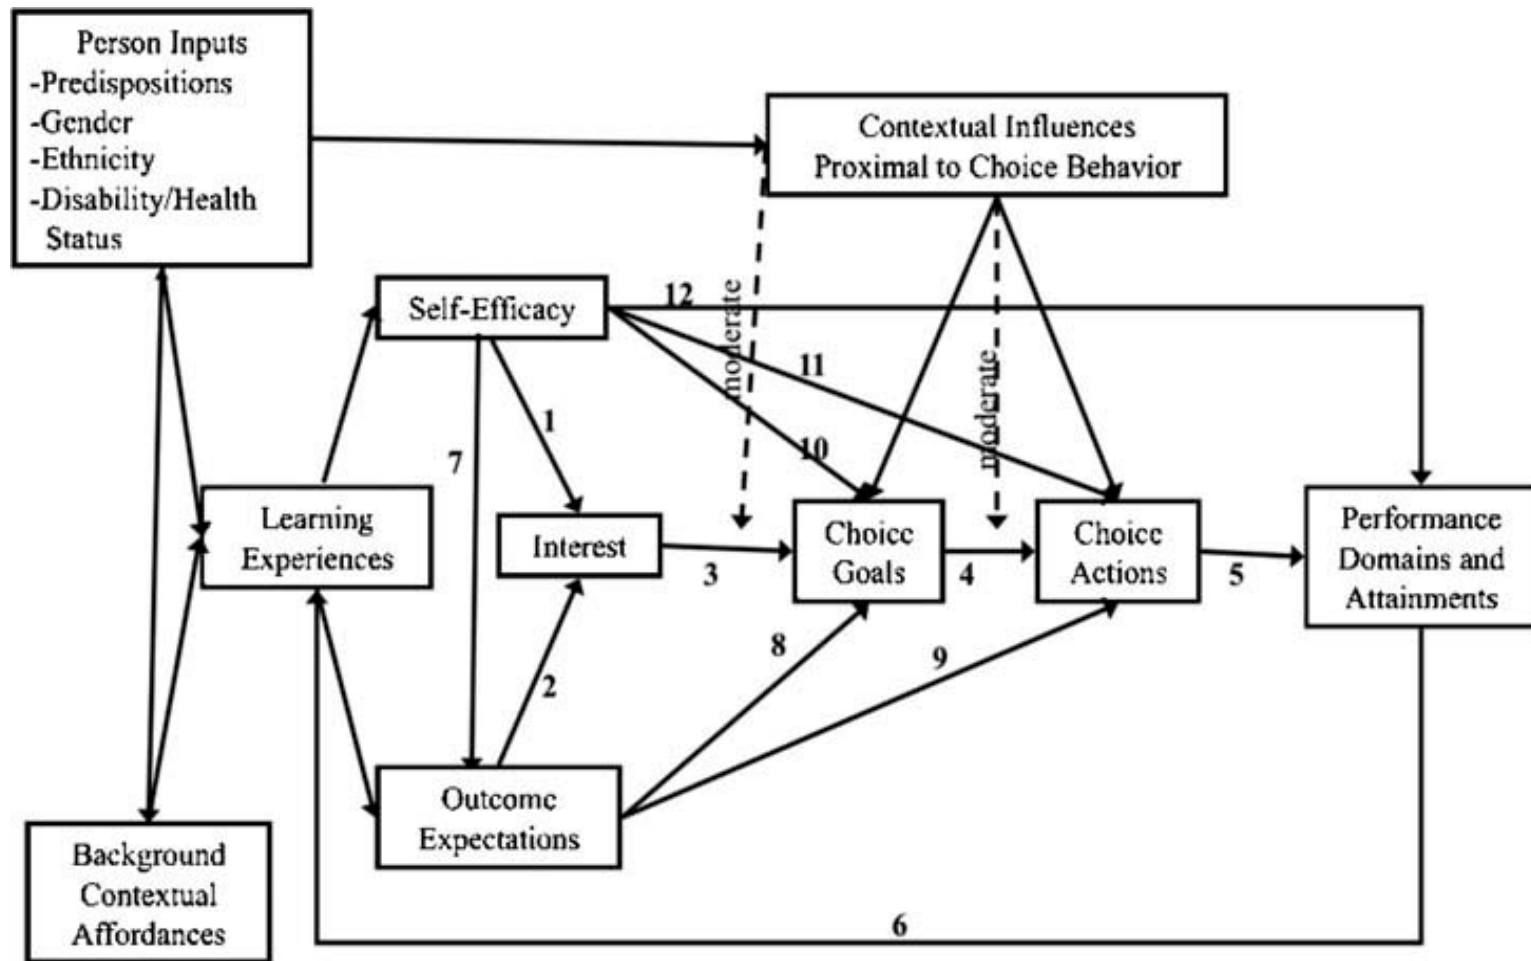 Person Inputs
-Predispositions
-Gender
-Ethnicity
-Disability/Health
Status
Contextual Influences
Proximal to Choice Behavior
Self-Efficacy
12
moderate
11
moderate
1
10
7
Learning
Experiences
Interest
3
Choice
Goals
4
Choice
Actions
5
Performance
Domains and
Attainments
8
9
2
Outcome
Expectations
Background
Contextual
Affordances
6